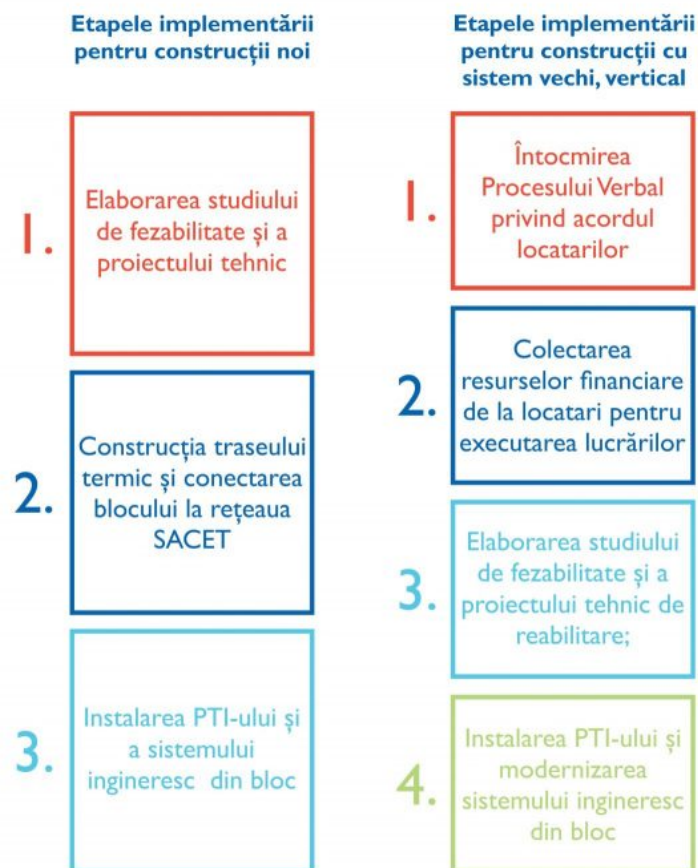 Etapele implementării
pentru construcții noi
1.
Elaborarea studiului
de fezabilitate și a
proiectului tehnic
2.
Construcția traseului
termic și conectarea
blocului la rețeaua
SACET
3.
Instalarea PTI-ului și
a sistemului
ingineresc din bloc
Etapele implementării
pentru construcții cu
sistem vechi, vertical
1.
Întocmirea
Procesului Verbal
privind acordul
locatarilor
2.
Colectarea
resurselor financiare
de la locatari pentru
executarea lucrărilor
3.
Elaborarea studiului
de fezabilitate și a
proiectului tehnic de
reabilitare;
4.
Instalarea PTI-ului și
modernizarea
sistemului ingineresc
din bloc